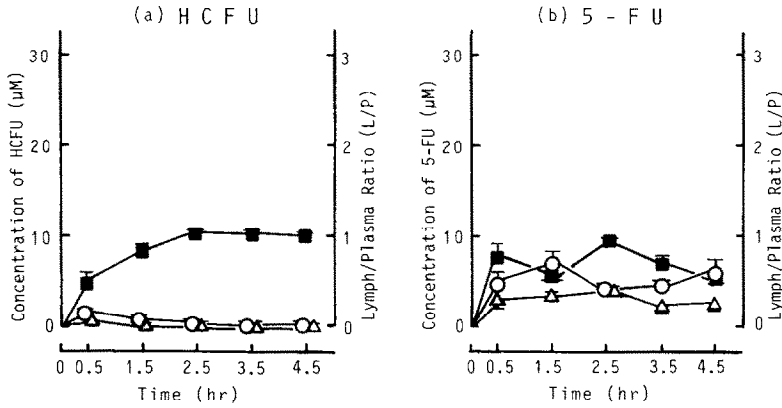 (a) HCFU
Concentration of HCFU (μM)
30
20
10
0
Lymph/Plasma Ratio (L/P)
3
2
1
0
0 0.5 1.5 2.5 3.5 4.5
Time (hr)
(b) 5-FU
Concentration of 5-FU (μM)
30
20
10
0
Lymph/Plasma Ratio (L/P)
3
2
1
0
0 0.5 1.5 2.5 3.5 4.5
Time (hr)